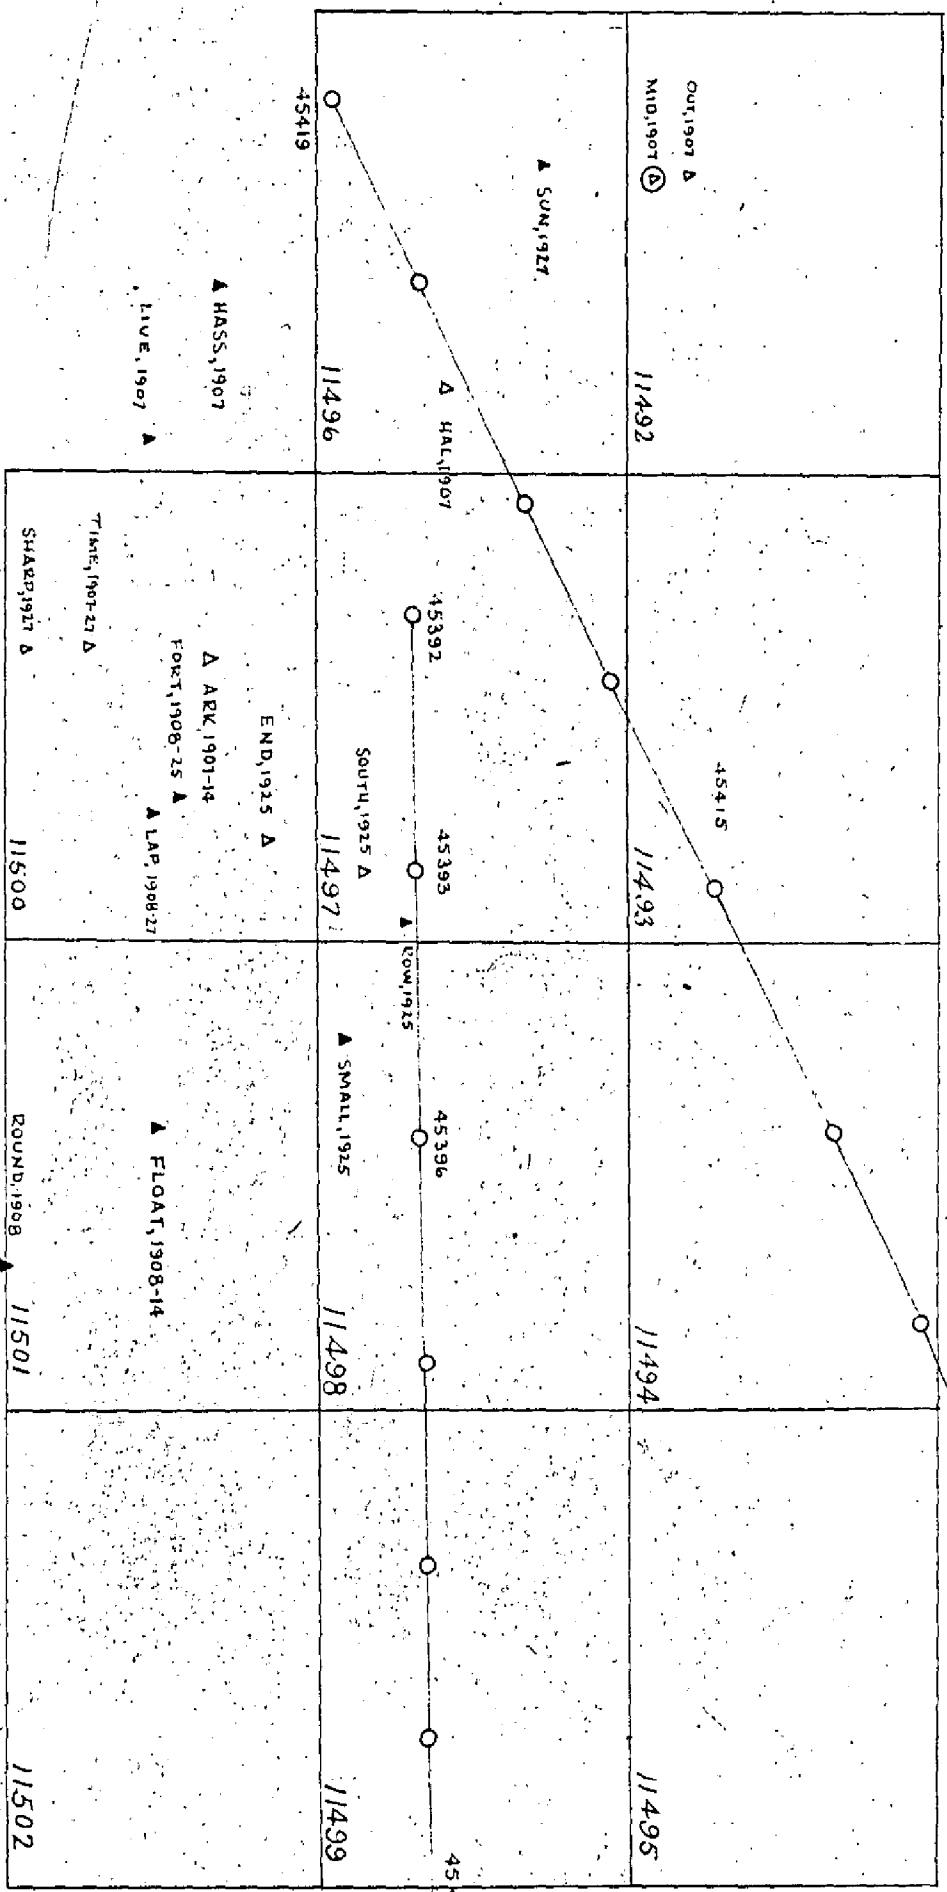 OUT, 1907
MID, 1907
11492
11493
45415
11494
11495
SUN, 1927
45419
HAL, 1907
11496
45392
45393
SOUTH, 1925
11497
ROW, 1925
45396
SMALL, 1925
11498
11499
45
HASS, 1907
LIVE, 1907
END, 1925
ARK, 1907-14
FORT, 1908-25
LAP, 1908-27
TIME, 1907-27
SHARP, 1927
11500
FLOAT, 1908-14
ROUND, 1908
11501
11502